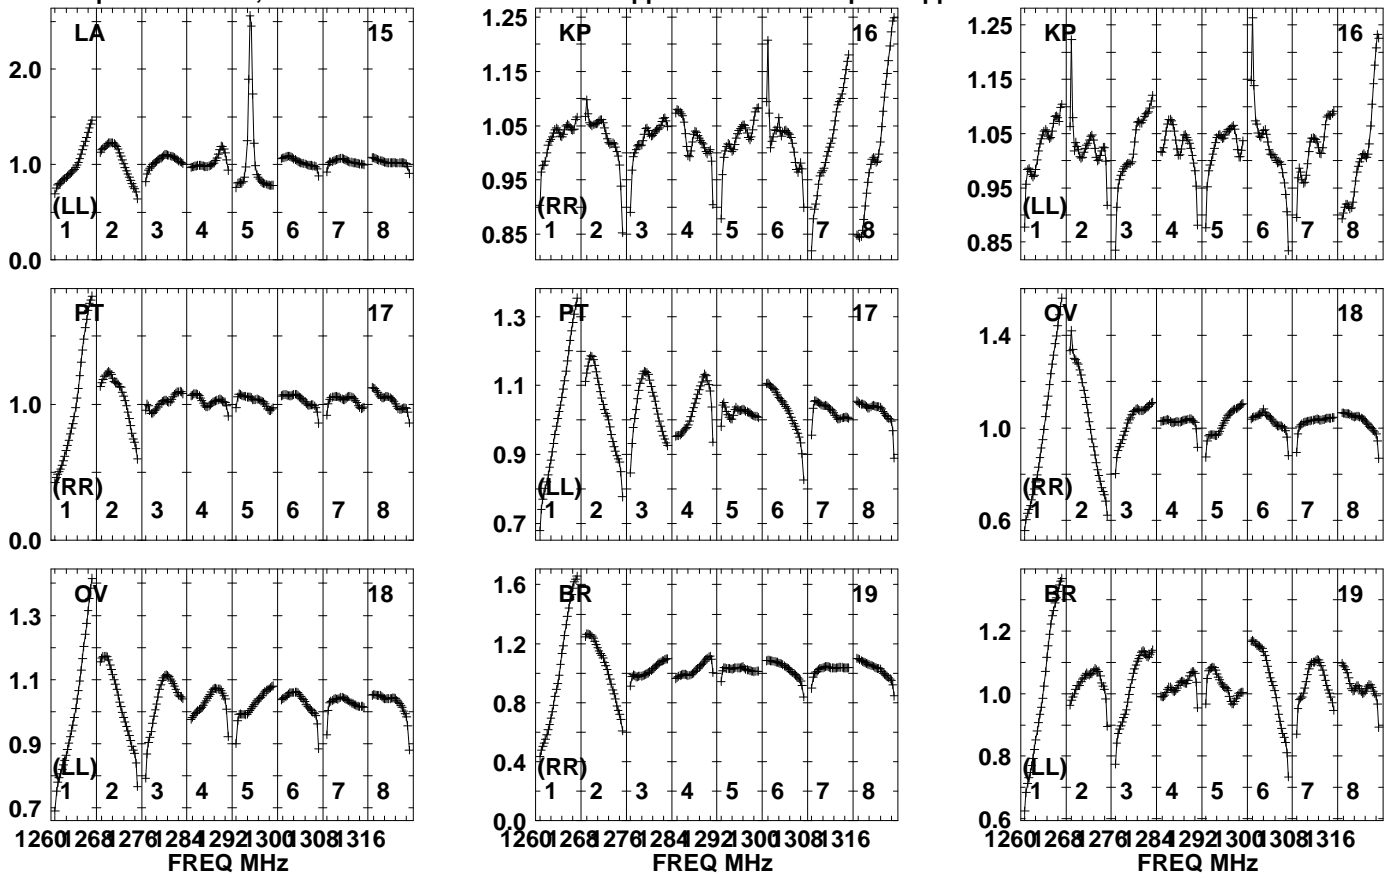 LA 15
2.0
1.0
0.0
(LL)
1 2 3 4 5 6 7 8
KP 16
1.25
1.15
1.05
0.95
0.85
(RR)
1 2 3 4 5 6 7 8
KP 16
1.25
1.15
1.05
0.95
0.85
(LL)
1 2 3 4 5 6 7 8
PT 17
1.0
0.0
(RR)
1 2 3 4 5 6 7 8
PT 17
1.3
1.1
0.9
0.7
(LL)
1 2 3 4 5 6 7 8
OV 18
1.4
1.0
0.6
(RR)
1 2 3 4 5 6 7 8
OV 18
1.3
1.1
0.9
0.7
(LL)
1 2 3 4 5 6 7 8
1260 1268 1276 1284 1292 1300 1308 1316
FREQ MHz
BR 19
1.6
1.2
0.8
0.4
0.0
(RR)
1 2 3 4 5 6 7 8
1260 1268 1276 1284 1292 1300 1308 1316
FREQ MHz
BR 19
1.2
1.0
0.8
0.6
(LL)
1 2 3 4 5 6 7 8
1260 1268 1276 1284 1292 1300 1308 1316
FREQ MHz